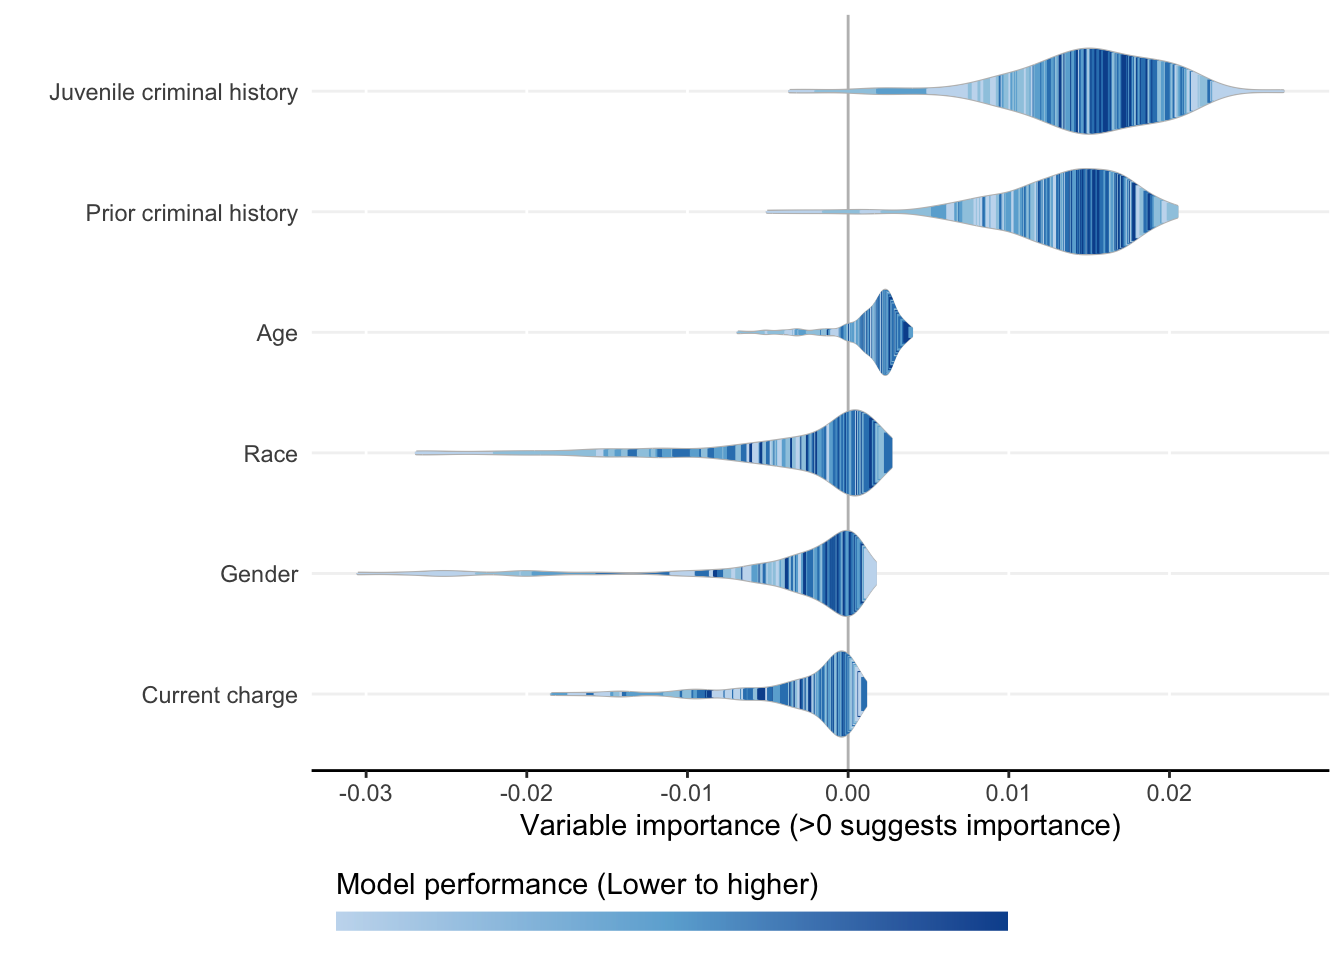 Juvenile criminal history
Prior criminal history
Age
Race
Gender
Current charge
-0.03 -0.02 -0.01 0.00 0.01 0.02
Variable importance (>0 suggests importance)
Model performance (Lower to higher)